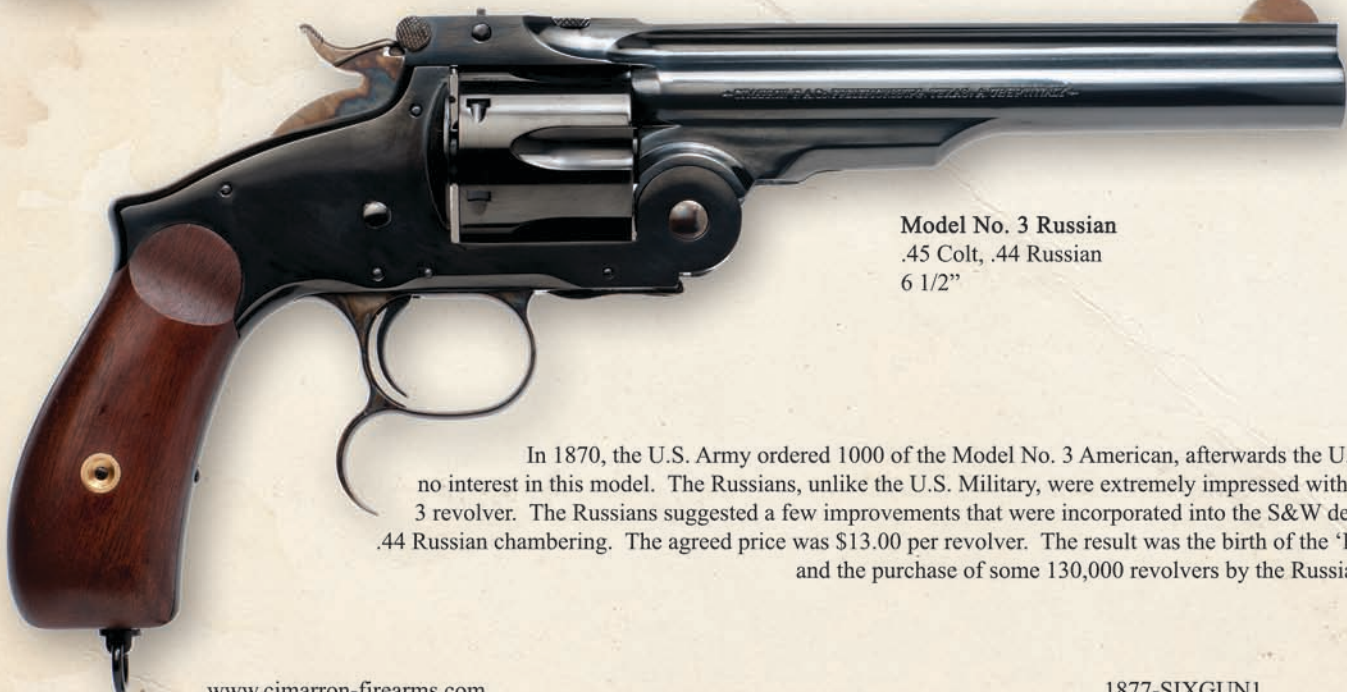 Model No. 3 Russian
.45 Colt, .44 Russian
6 1/2”
In 1870, the U.S. Army ordered 1000 of the Model No. 3 American, afterwards the U.
no interest in this model. The Russians, unlike the U.S. Military, were extremely impressed with
3 revolver. The Russians suggested a few improvements that were incorporated into the S&W de
.44 Russian chambering. The agreed price was $13.00 per revolver. The result was the birth of the ‘
and the purchase of some 130,000 revolvers by the Russia
www.cimarron-firearms.com
1877-SIXGUN1